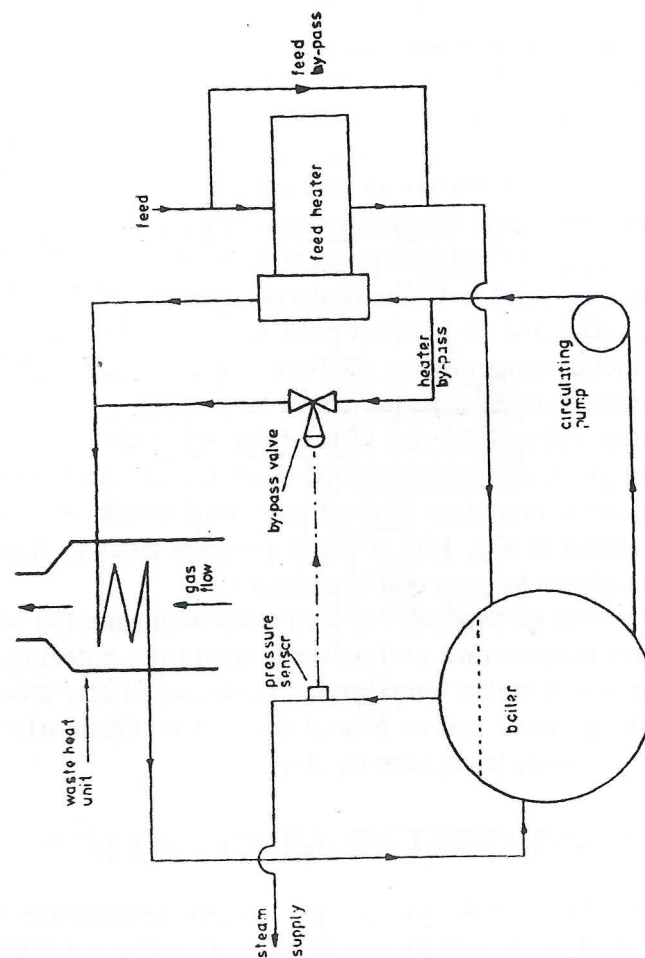 feed
by-pass
feed
feed heater
heater
by-pass
by-pass valve
circulating
pump
gas
flow
waste heat
unit
pressure
sensor
boiler
steam
supply